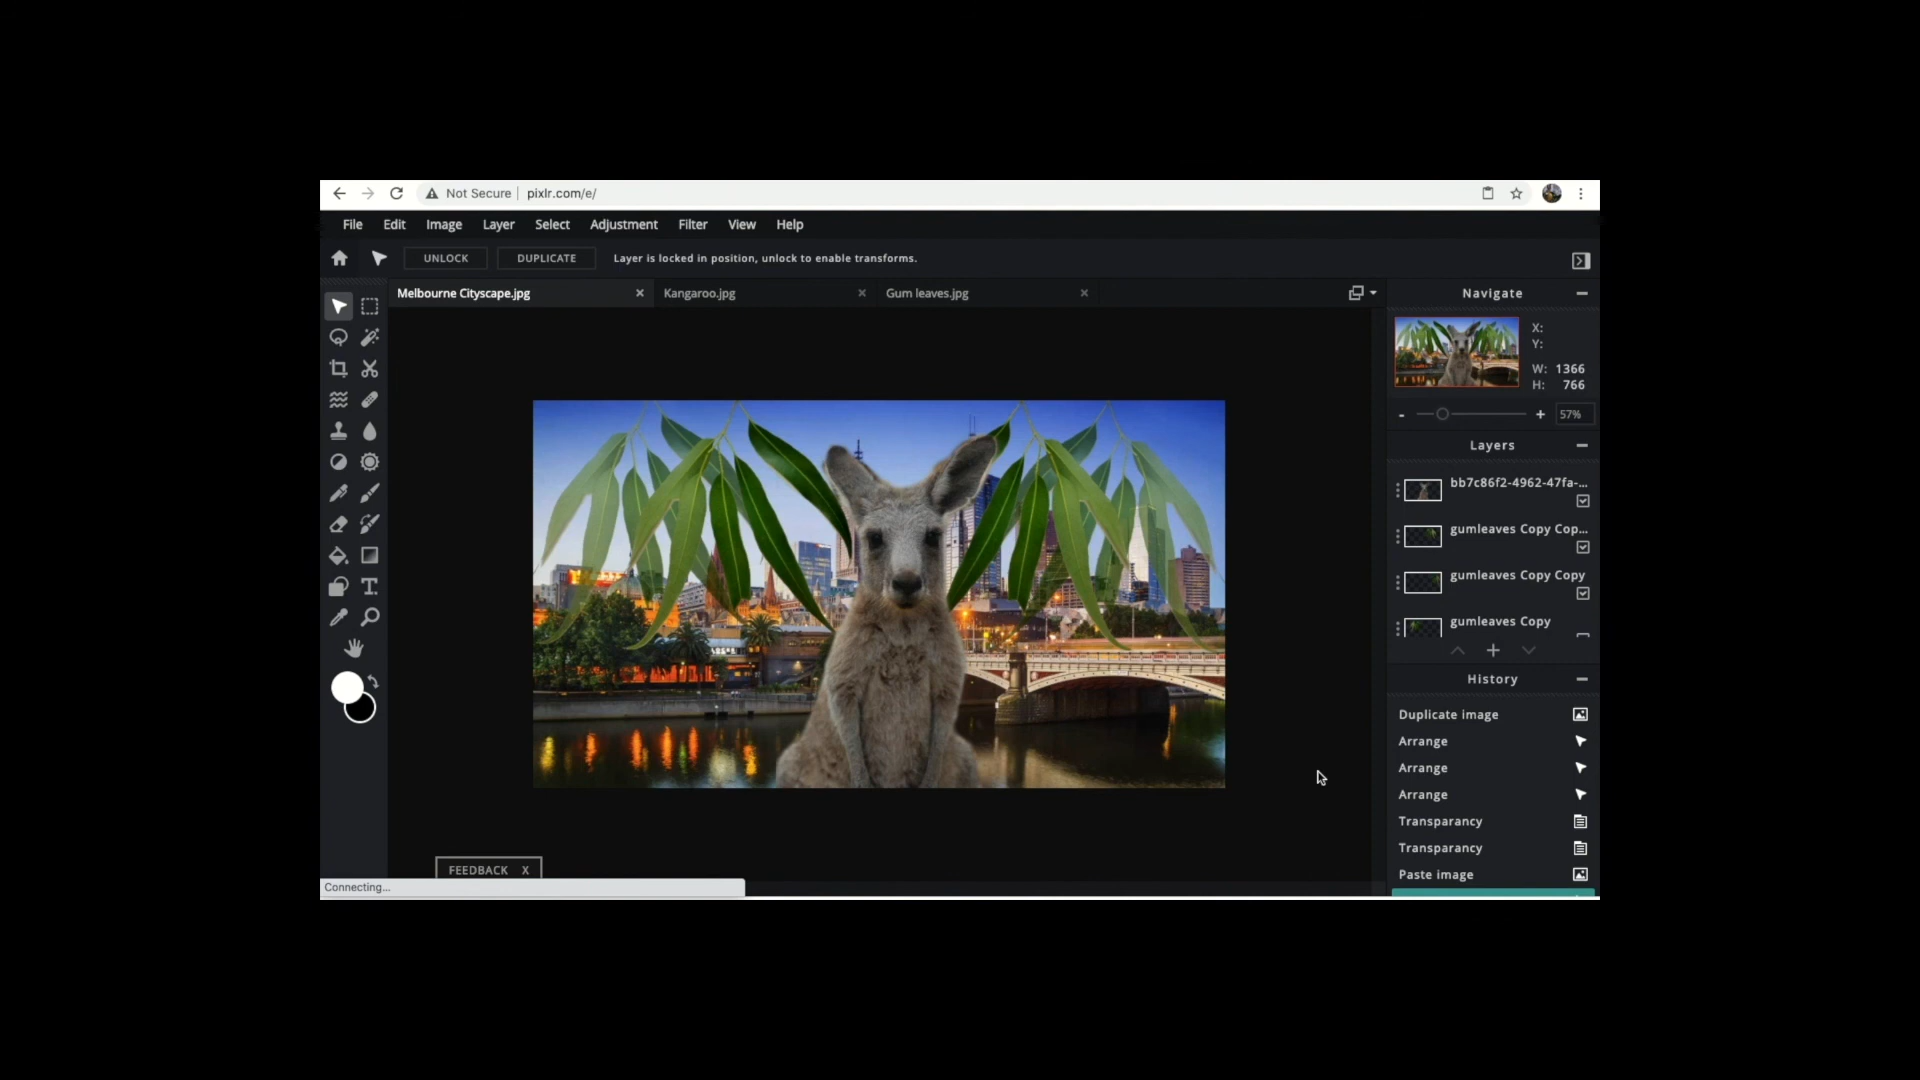 Not Secure pixlr.com/e/
File Edit Image Layer Select Adjustment Filter View Help
UNLOCK DUPLICATE Layer is locked in position, unlock to enable transforms.
Melbourne Cityscape.jpg Kangaroo.jpg Gum leaves.jpg
Navigate
X:
Y:
W: 1366
H: 766
- + 57%
Layers
bb7c86f2-4962-47fa-...
gumleaves Copy Cop...
gumleaves Copy Copy
gumleaves Copy
History
Duplicate image
Arrange
Arrange
Arrange
Transparancy
Transparancy
Paste image
FEEDBACK X
Connecting...